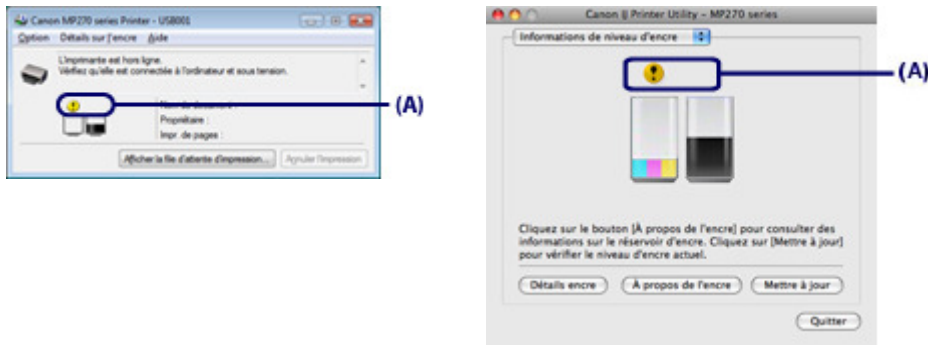 Canon MP270 series Printer - USB001
Option Détails sur l'encre Aide
L'imprimante est hors ligne.
Vérifiez qu'elle est connectée à l'ordinateur et sous tension.
(A)
Nom de document :
Propriétaire :
Impr. de pages :
Afficher la file d'attente d'impression... Annuler l'impression
Canon IJ Printer Utility - MP270 series
Informations de niveau d'encre
(A)
Cliquez sur le bouton [À propos de l'encre] pour consulter des
informations sur le réservoir d'encre. Cliquez sur [Mettre à jour]
pour vérifier le niveau d'encre actuel.
Détails encre À propos de l'encre Mettre à jour
Quitter